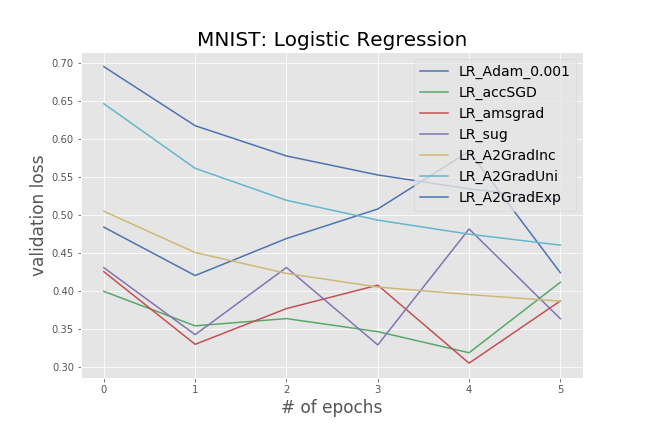 MNIST: Logistic Regression
0.70
0.65
0.60
0.55
0.50
0.45
0.40
0.35
0.30
validation loss
LR_Adam_0.001
LR_accSGD
LR_amsgrad
LR_sug
LR_A2GradInc
LR_A2GradUni
LR_A2GradExp
0 1 2 3 4 5
# of epochs